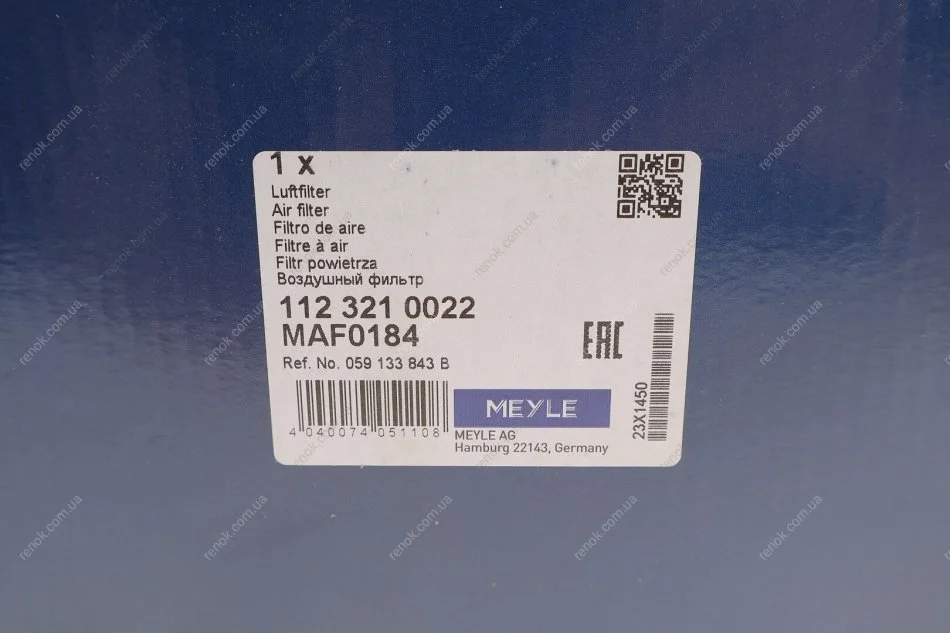 1 x
Luftfilter
Air filter
Filtro de aire
Filtre à air
Filtr powietrza
Воздушный фильтр
112 321 0022
MAF0184
Ref. No. 059 133 843 B
4 040074 051108
EAC
MEYLE
MEYLE AG
Hamburg 22143, Germany
23X1450
renok.com.ua